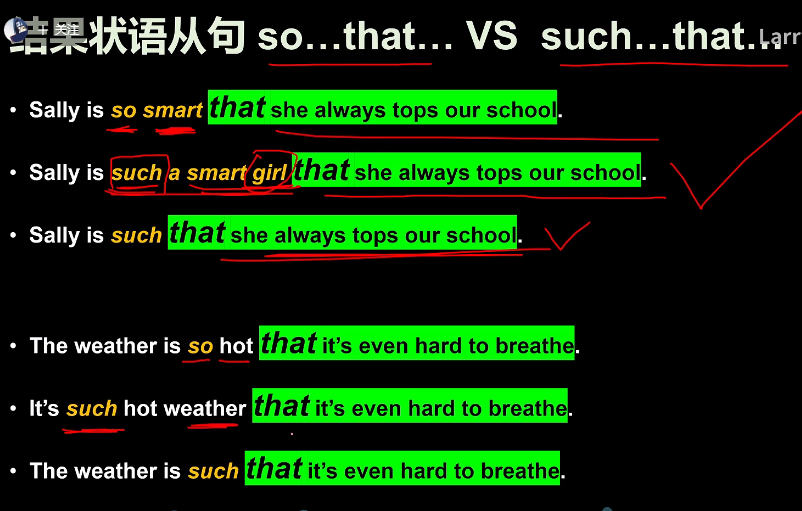 关注
结果状语从句 so…that… VS such…that…
Larr
• Sally is so smart that she always tops our school.
• Sally is such a smart girl that she always tops our school.
• Sally is such that she always tops our school.
• The weather is so hot that it’s even hard to breathe.
• It’s such hot weather that it’s even hard to breathe.
• The weather is such that it’s even hard to breathe.